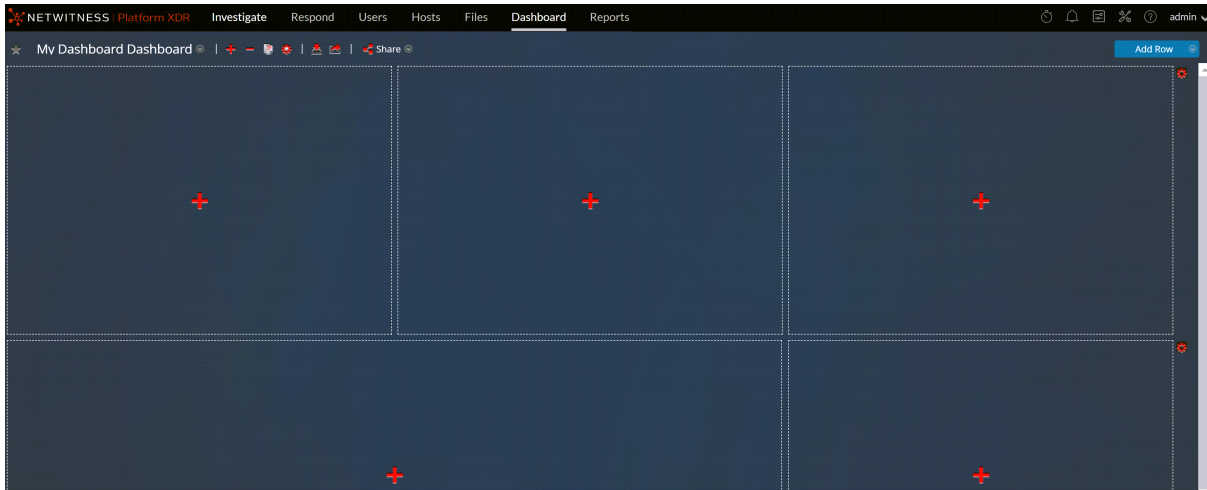 NETWITNESS Platform XDR Investigate Respond Users Hosts Files Dashboard Reports admin
My Dashboard Dashboard Share Add Row